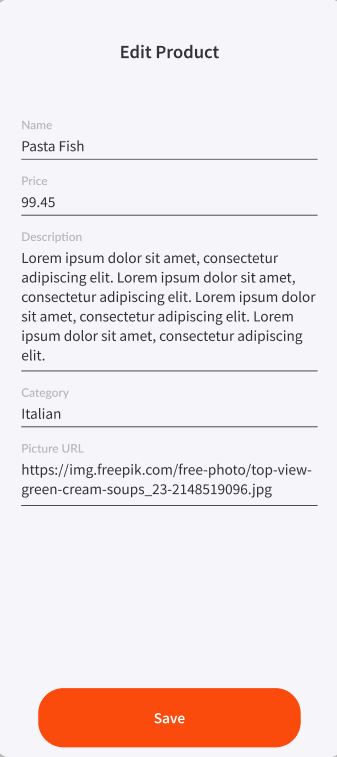 Edit Product
Name
Pasta Fish
Price
99.45
Description
Lorem ipsum dolor sit amet, consectetur
adipiscing elit. Lorem ipsum dolor sit amet,
consectetur adipiscing elit. Lorem ipsum dolor
sit amet, consectetur adipiscing elit. Lorem
ipsum dolor sit amet, consectetur adipiscing
elit.
Category
Italian
Picture URL
https://img.freepik.com/free-photo/top-view-
green-cream-soups_23-2148519096.jpg
Save